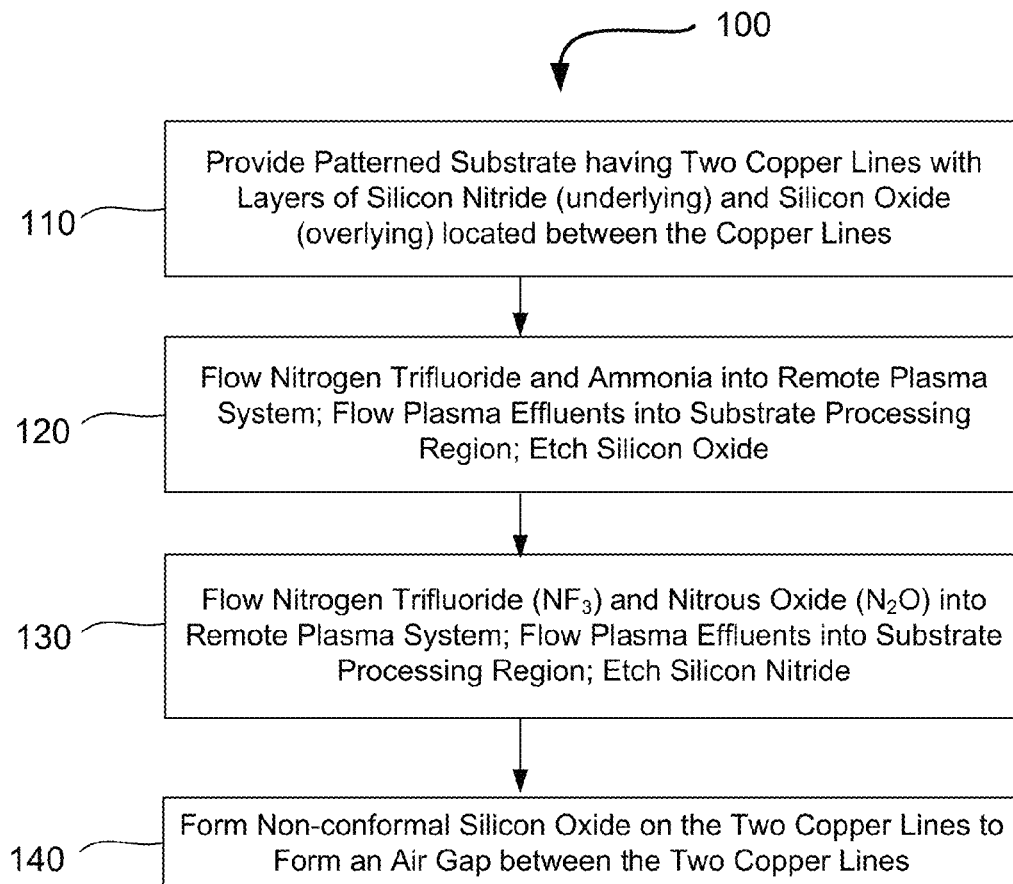 100
Provide Patterned Substrate having Two Copper Lines with
Layers of Silicon Nitride (underlying) and Silicon Oxide
(overlying) located between the Copper Lines
110
Flow Nitrogen Trifluoride and Ammonia into Remote Plasma
System; Flow Plasma Effluents into Substrate Processing
Region; Etch Silicon Oxide
120
Flow Nitrogen Trifluoride (NF₃) and Nitrous Oxide (N₂O) into
Remote Plasma System; Flow Plasma Effluents into Substrate
Processing Region; Etch Silicon Nitride
130
Form Non-conformal Silicon Oxide on the Two Copper Lines to
Form an Air Gap between the Two Copper Lines
140